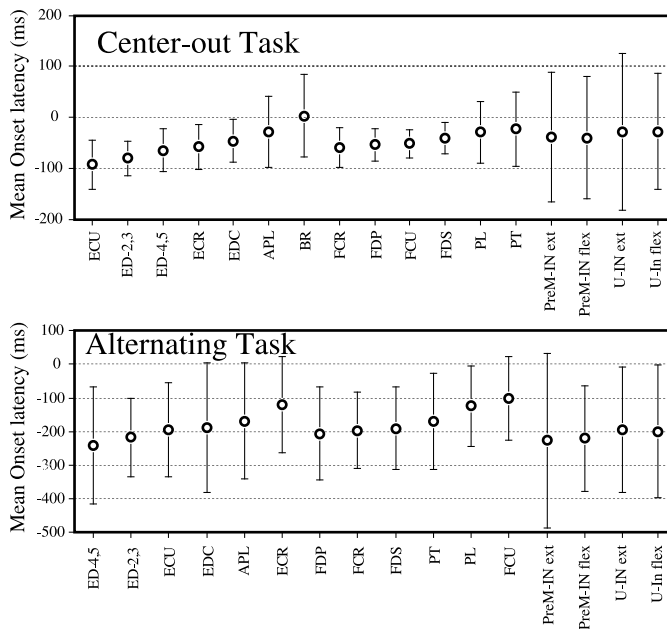 Center-out Task
Mean Onset latency (ms)
200
100
0
-100
-200
ECU
ED-2,3
ED-4,5
ECR
EDC
APL
BR
FCR
FDP
FCU
FDS
PL
PT
PreM-IN ext
PreM-IN flex
U-IN ext
U-In flex
Alternating Task
Mean Onset latency (ms)
100
0
-100
-200
-300
-400
-500
ED4,5
ED-2,3
ECU
EDC
APL
ECR
FDP
FCR
FDS
PT
PL
FCU
PreM-IN ext
PreM-IN flex
U-IN ext
U-In flex